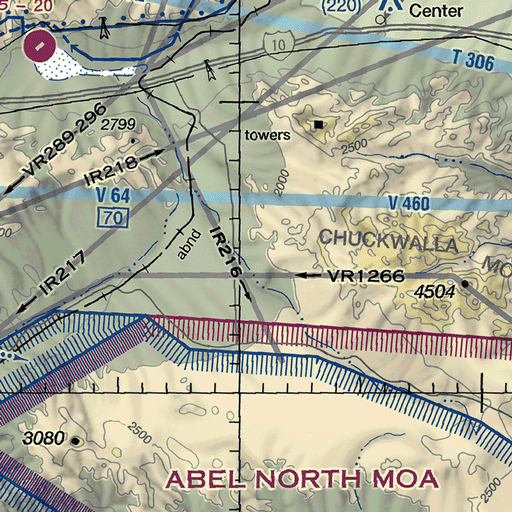 5 - 20
(220)
Center
10
T 306
2799
towers
2500
VR289-296
IR218
2000
V 64
70
V 460
abnd
IR216
CHUCKWALLA
MO
IR217
VR1266
4504
3080
2500
ABEL NORTH MOA
2500